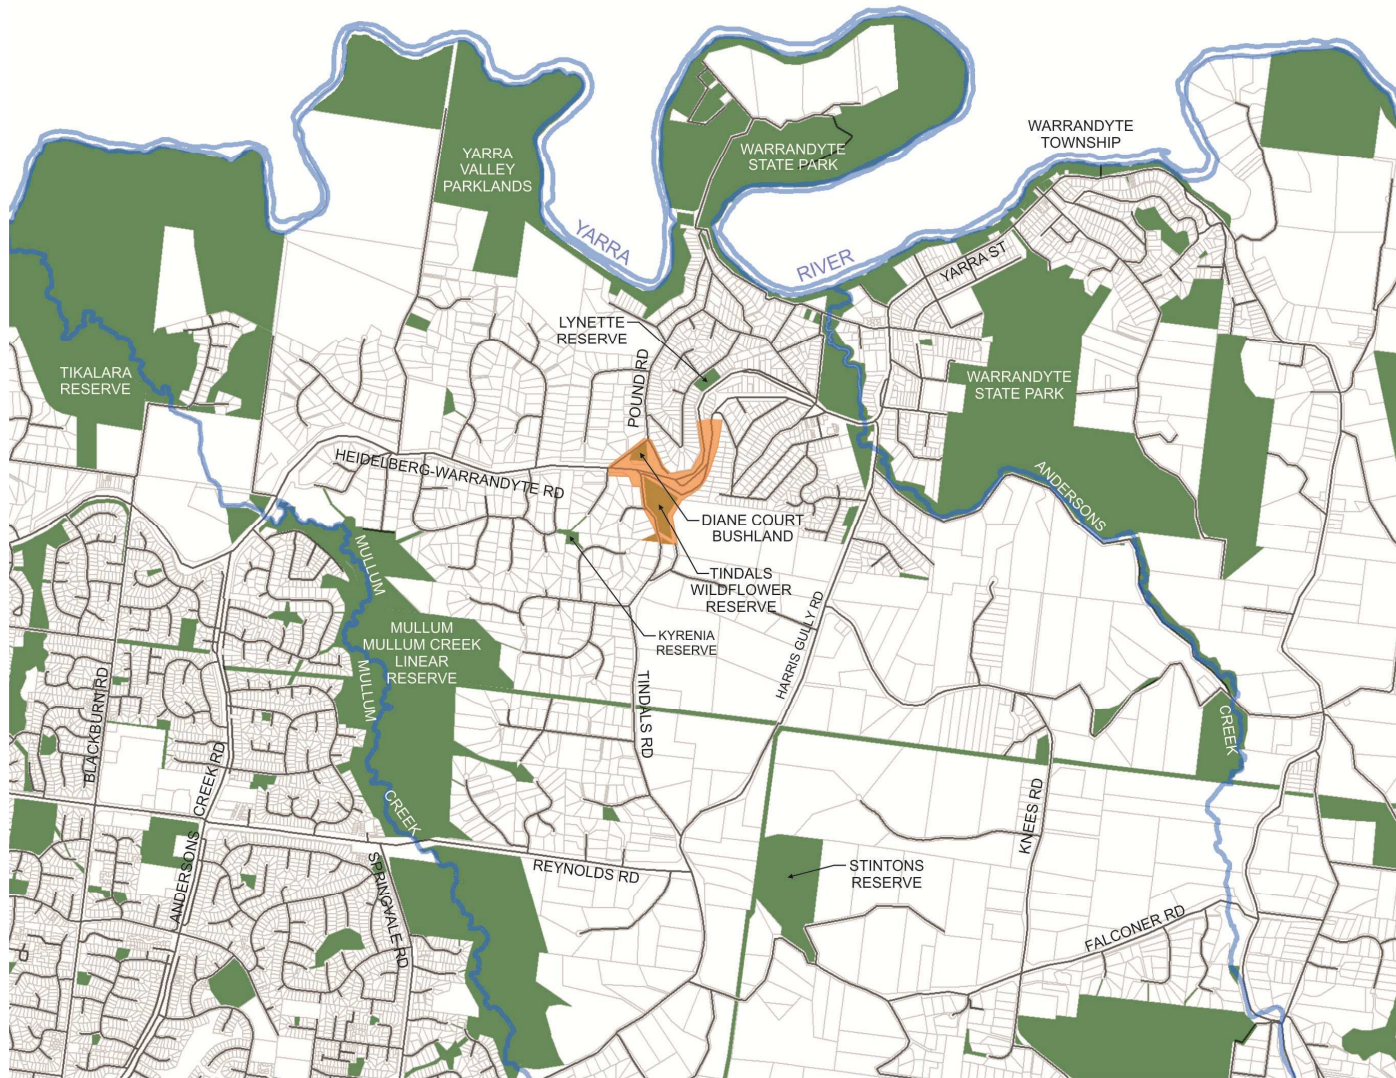 WARRANDYTE
TOWNSHIP
YARRA
VALLEY
PARKLANDS
WARRANDYTE
STATE PARK
YARRA
RIVER
YARRA ST
LYNETTE
RESERVE
POUND RD
TIKALARA
RESERVE
WARRANDYTE
STATE PARK
HEIDELBERG-WARRANDYTE RD
ANDERSONS
DIANE COURT
BUSHLAND
MULLUM
TINDALS
WILDFLOWER
RESERVE
MULLUM
MULLUM CREEK
LINEAR
RESERVE
KYRENIA
RESERVE
HARRIS GULLY RD
MULLUM
TINDALS RD
CREEK
BLACKBURN RD
CREEK RD
CREEK
KNEES RD
ANDERSONS
SPRINGVALE RD
REYNOLDS RD
STINTONS
RESERVE
FALCONER RD